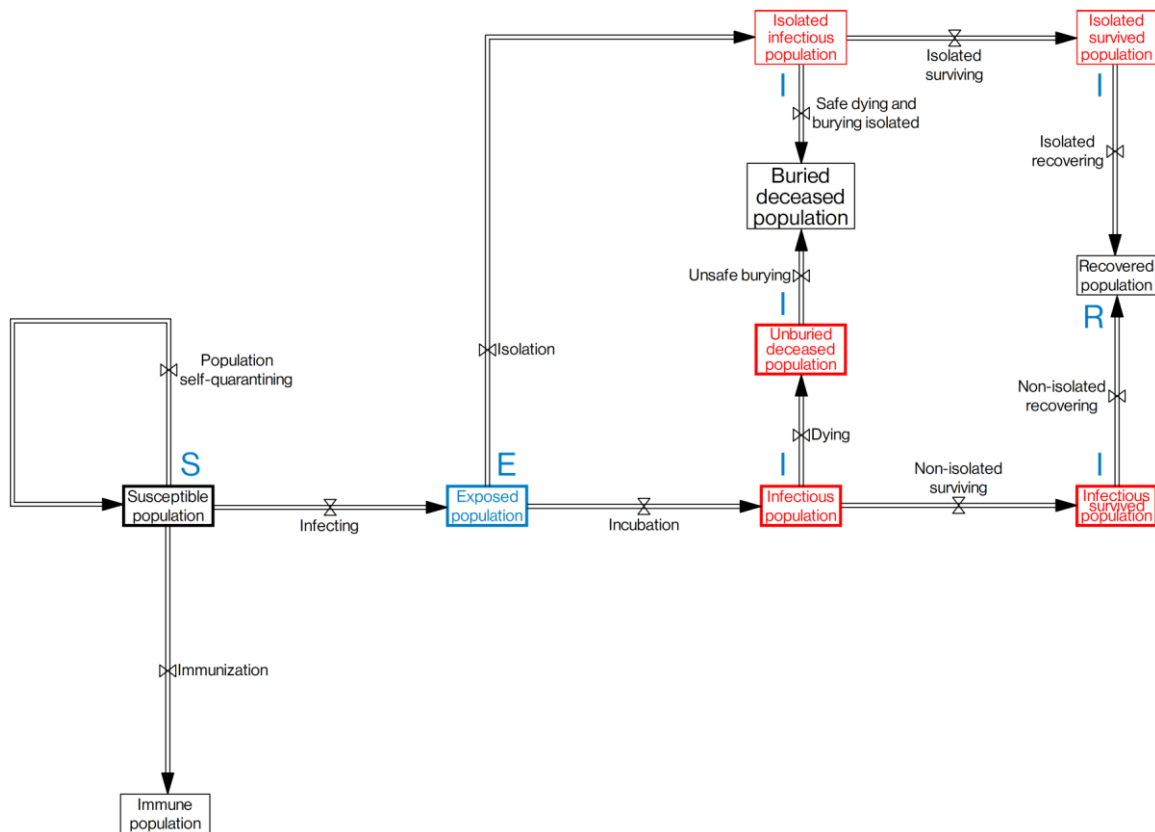 Isolated
infectious
population
Isolated
surviving
Isolated
survived
population
I
I
Safe dying and
burying isolated
Isolated
recovering
Buried
deceased
population
Unsafe burying
Recovered
population
I
R
Unburied
deceased
population
Isolation
Population
self-quarantining
Non-isolated
recovering
Dying
S
E
I
Non-isolated
surviving
I
Susceptible
population
Infecting
Exposed
population
Incubation
Infectious
population
Infectious
survived
population
Immunization
Immune
population